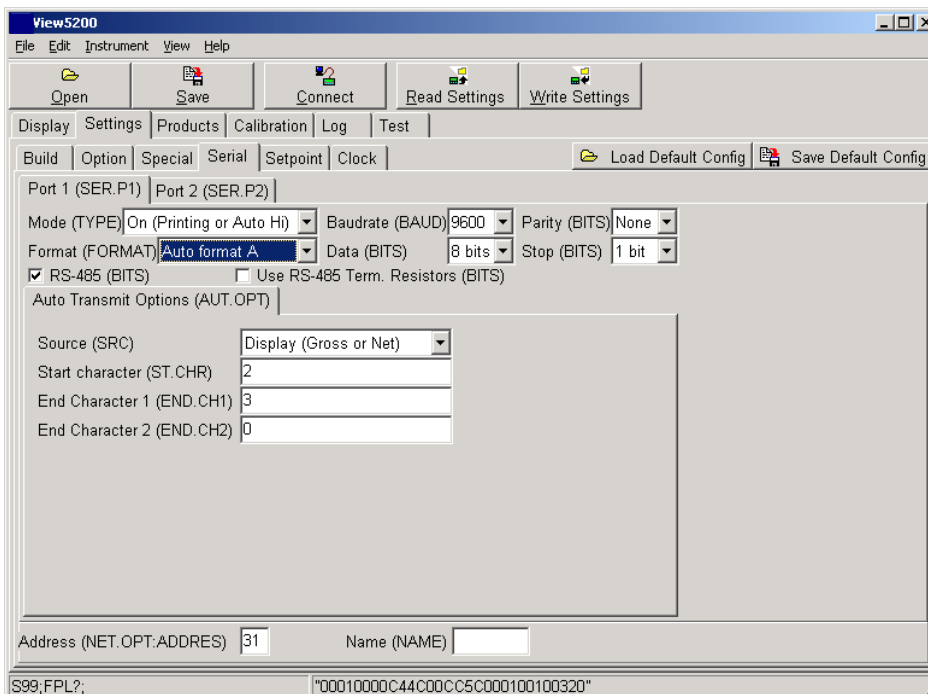 View5200
File Edit Instrument View Help
Open Save Connect Read Settings Write Settings
Display Settings Products Calibration Log Test
Build Option Special Serial Setpoint Clock Load Default Config Save Default Config
Port 1 (SER.P1) Port 2 (SER.P2)
Mode (TYPE) On (Printing or Auto Hi) Baudrate (BAUD) 9600 Parity (BITS) None
Format (FORMAT) Auto format A Data (BITS) 8 bits Stop (BITS) 1 bit
RS-485 (BITS) Use RS-485 Term. Resistors (BITS)
Auto Transmit Options (AUT.OPT)
Source (SRC) Display (Gross or Net)
Start character (ST.CHR) 2
End Character 1 (END.CH1) 3
End Character 2 (END.CH2) 0
Address (NET.OPT:ADDRES) 31 Name (NAME)
S99;FPL?; "00010000C44C00CC5C000100100320"